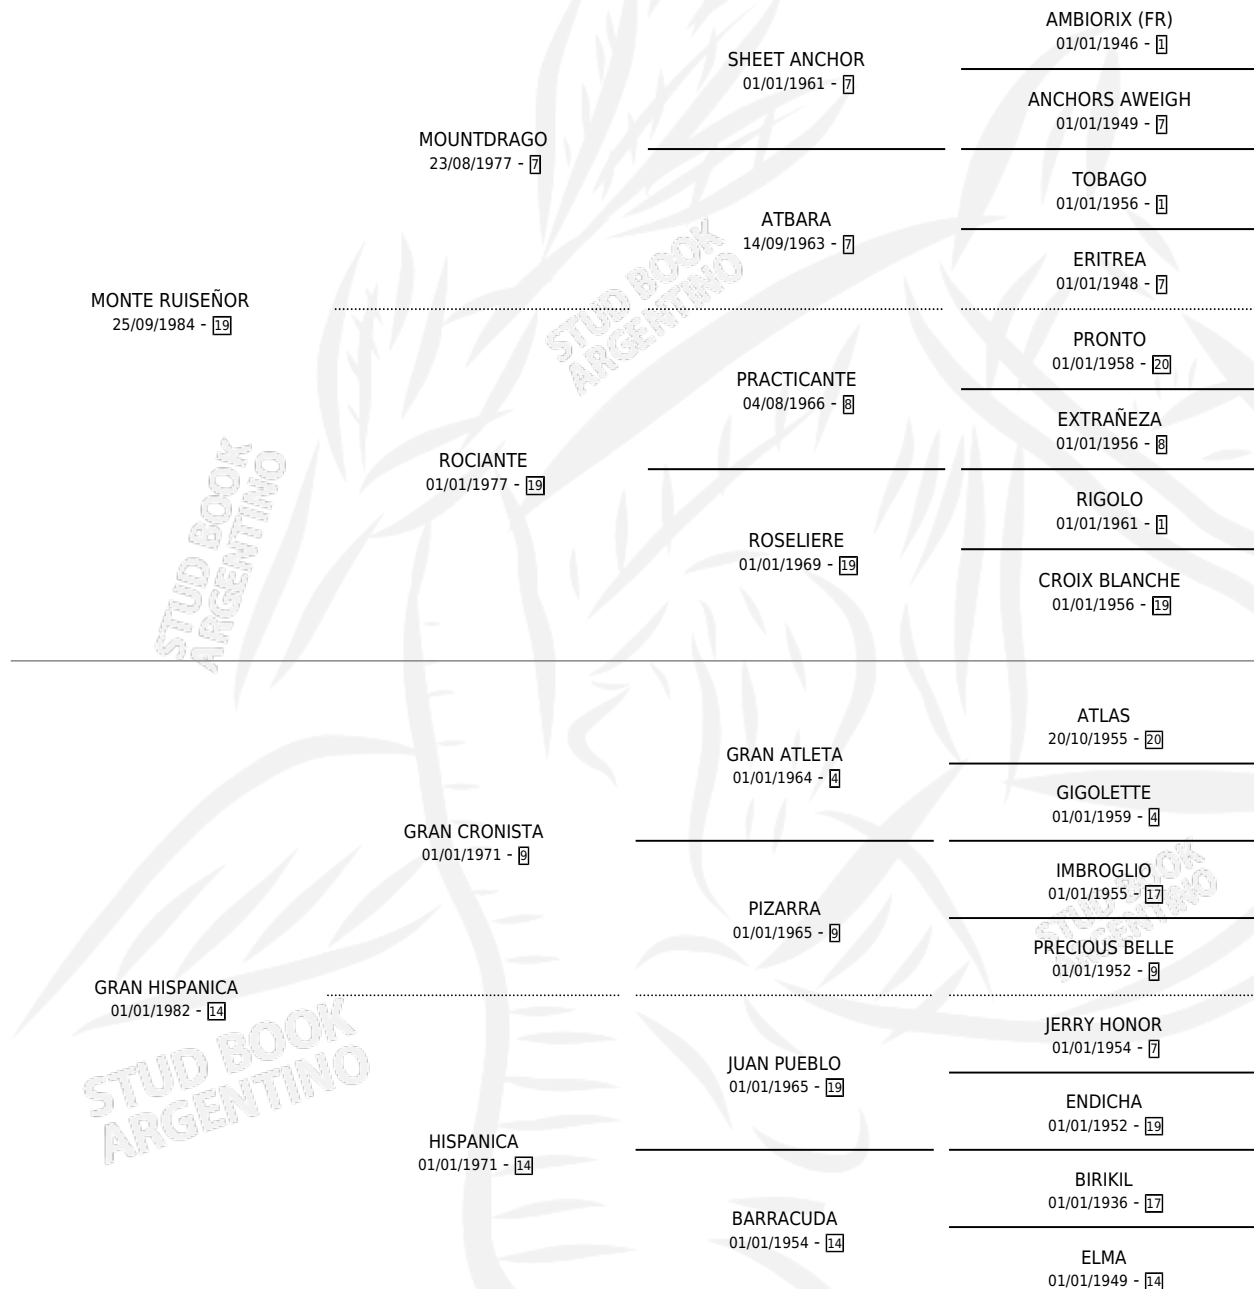 AMBIORIX (FR)
01/01/1946 - 1
SHEET ANCHOR
01/01/1961 - 7
ANCHORS AWEIGH
01/01/1949 - 7
MOUNTDRAGO
23/08/1977 - 7
TOBAGO
01/01/1956 - 1
ATBARA
14/09/1963 - 7
ERITREA
01/01/1948 - 7
MONTE RUISEÑOR
25/09/1984 - 19
PRONTO
01/01/1958 - 20
PRACTICANTE
04/08/1966 - 8
EXTRAÑEZA
01/01/1956 - 8
ROCIANTE
01/01/1977 - 19
RIGOLO
01/01/1961 - 1
ROSELIERE
01/01/1969 - 19
CROIX BLANCHE
01/01/1956 - 19
ATLAS
20/10/1955 - 20
GRAN ATLETA
01/01/1964 - 4
GIGOLETTE
01/01/1959 - 4
GRAN CRONISTA
01/01/1971 - 9
IMBROGLIO
01/01/1955 - 17
PIZARRA
01/01/1965 - 9
PRECIOUS BELLE
01/01/1952 - 9
GRAN HISPANICA
01/01/1982 - 14
JERRY HONOR
01/01/1954 - 7
JUAN PUEBLO
01/01/1965 - 19
ENDICHA
01/01/1952 - 19
HISPANICA
01/01/1971 - 14
BIRIKIL
01/01/1936 - 17
BARRACUDA
01/01/1954 - 14
ELMA
01/01/1949 - 14
STUD BOOK
ARGENTINO
STUD BOOK
ARGENTINO
STUD BOOK
ARGENTINO
STUD BOOK
ARGENTINO